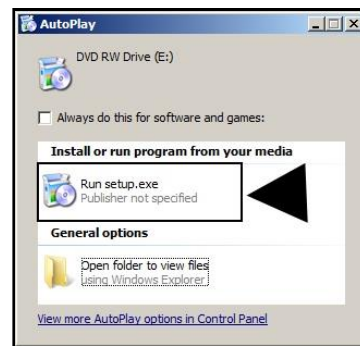 AutoPlay
DVD RW Drive (E:)
Always do this for software and games:
Install or run program from your media
Run setup.exe
Publisher not specified
General options
Open folder to view files
using Windows Explorer
View more AutoPlay options in Control Panel